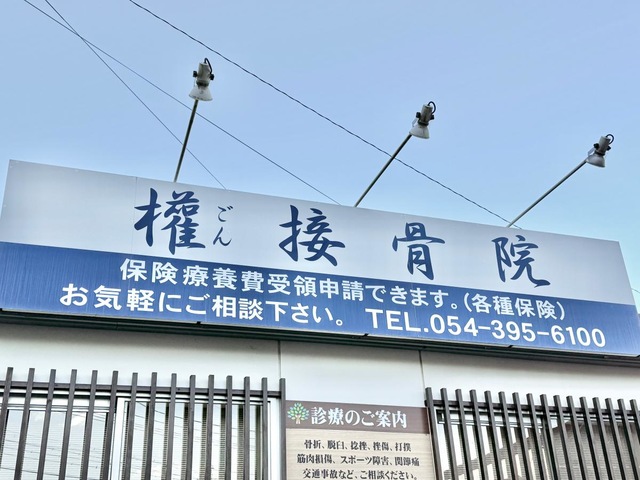 權 ごん 接骨院
保険療養費受領申請できます。(各種保険)
お気軽にご相談下さい。 TEL.054-395-6100
診療のご案内
骨折、脱臼、捻挫、挫傷、打撲
筋肉損傷、スポーツ障害、関節痛
交通事故など、ご相談ください。